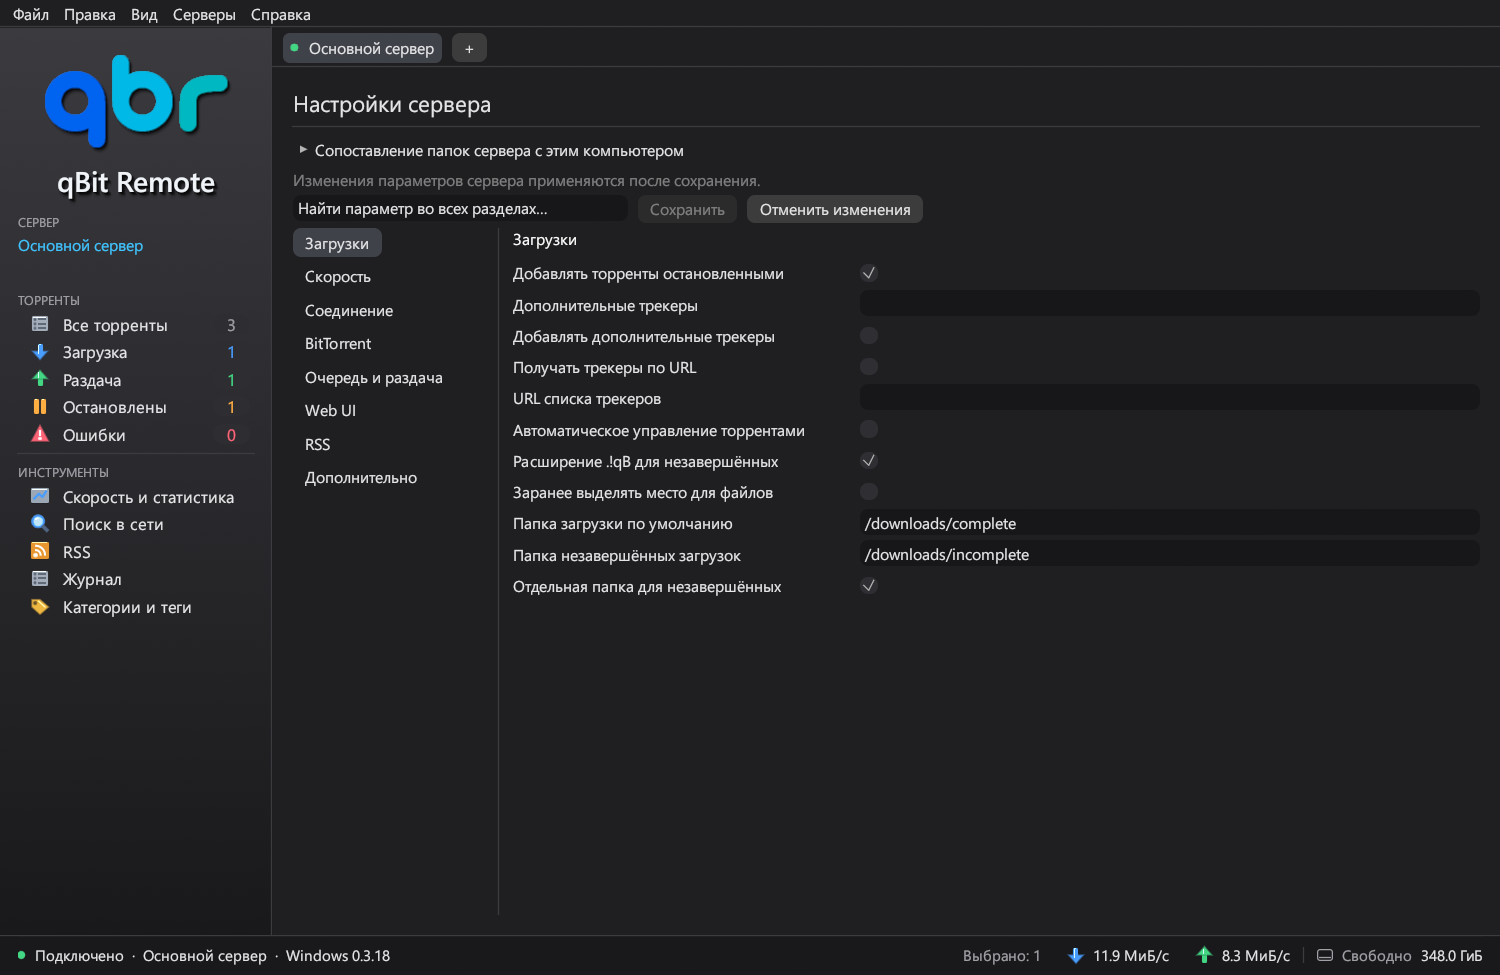 Файл Правка Вид Серверы Справка
qbr
qBit Remote
СЕРВЕР
Основной сервер
ТОРРЕНТЫ
Все торренты 3
Загрузка 1
Раздача 1
Остановлены 1
Ошибки 0
ИНСТРУМЕНТЫ
Скорость и статистика
Поиск в сети
RSS
Журнал
Категории и теги
Основной сервер +
Настройки сервера
Сопоставление папок сервера с этим компьютером
Изменения параметров сервера применяются после сохранения.
Найти параметр во всех разделах... Сохранить Отменить изменения
Загрузки
Скорость
Соединение
BitTorrent
Очередь и раздача
Web UI
RSS
Дополнительно
Загрузки
Добавлять торренты остановленными
Дополнительные трекеры
Добавлять дополнительные трекеры
Получать трекеры по URL
URL списка трекеров
Автоматическое управление торрентами
Расширение .!qB для незавершённых
Заранее выделять место для файлов
Папка загрузки по умолчанию /downloads/complete
Папка незавершённых загрузок /downloads/incomplete
Отдельная папка для незавершённых
Подключено · Основной сервер · Windows 0.3.18 Выбрано: 1 11.9 МиБ/с 8.3 МиБ/с Свободно 348.0 ГиБ